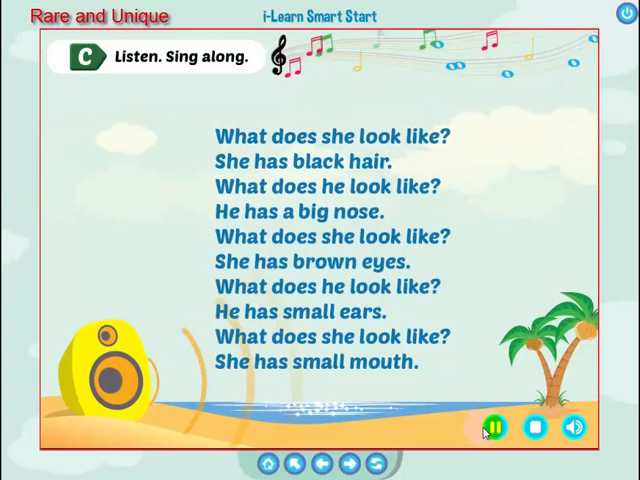 Rare and Unique
i-Learn Smart Start
C Listen. Sing along.
What does she look like?
She has black hair.
What does he look like?
He has a big nose.
What does she look like?
She has brown eyes.
What does he look like?
He has small ears.
What does she look like?
She has small mouth.